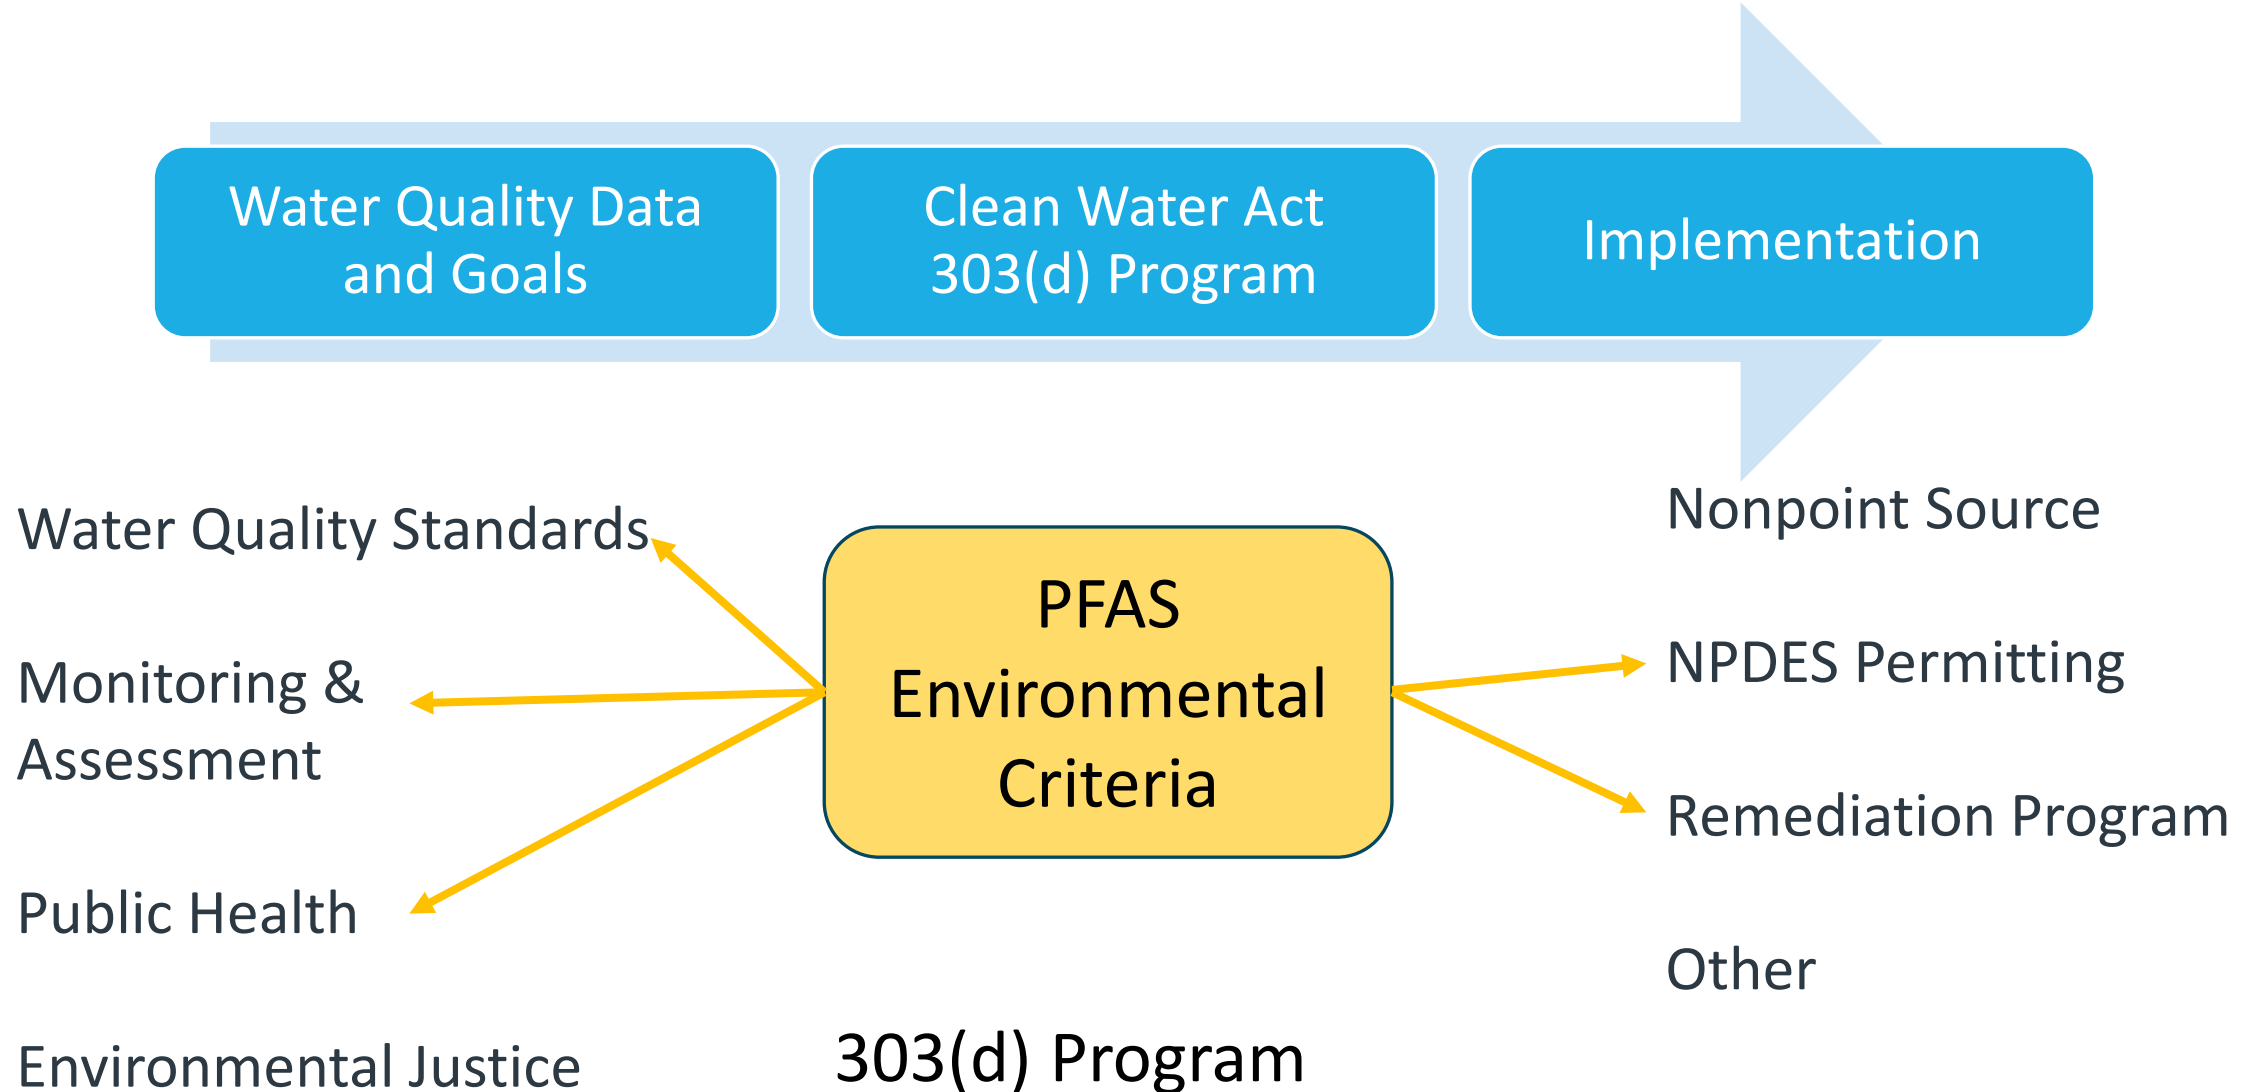 Water Quality Data
and Goals
Clean Water Act
303(d) Program
Implementation
Water Quality Standards
Monitoring &
Assessment
Public Health
Environmental Justice
PFAS
Environmental
Criteria
303(d) Program
Nonpoint Source
NPDES Permitting
Remediation Program
Other